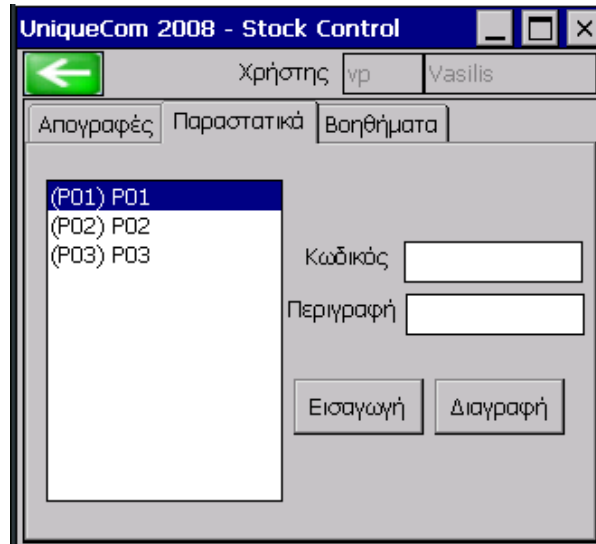 UniqueCom 2008 - Stock Control
Χρήστης vp Vasilis
Απογραφές Παραστατικά Βοηθήματα
(P01) P01
(P02) P02
(P03) P03
Κωδικός
Περιγραφή
Εισαγωγή Διαγραφή